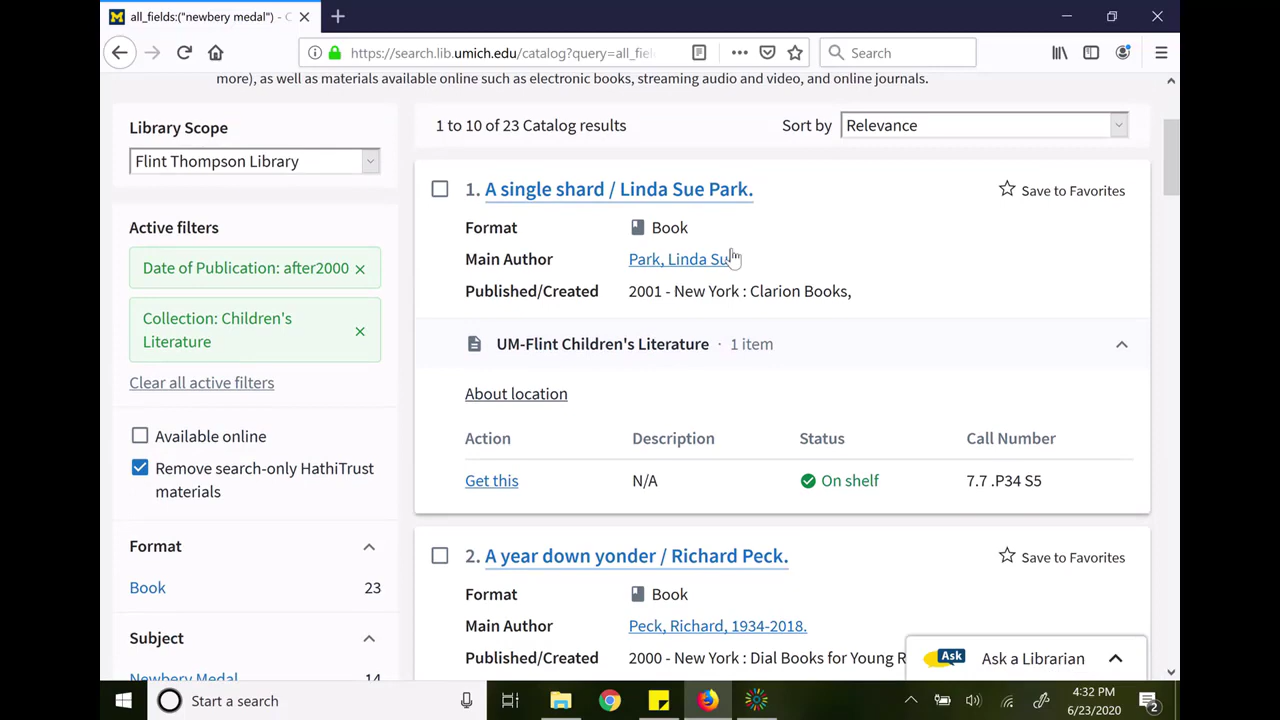 all_fields:("newbery medal") - C
https://search.lib.umich.edu/catalog?query=all_fie
Search
more), as well as materials available online such as electronic books, streaming audio and video, and online journals.
Library Scope
Flint Thompson Library
Active filters
Date of Publication: after2000 ×
Collection: Children's
Literature ×
Clear all active filters
Available online
Remove search-only HathiTrust
materials
Format
Book 23
Subject
Newbery Medal 14
1 to 10 of 23 Catalog results
Sort by Relevance
1. A single shard / Linda Sue Park.
Save to Favorites
Format Book
Main Author Park, Linda Su
Published/Created 2001 - New York : Clarion Books,
UM-Flint Children's Literature · 1 item
About location
Action Description Status Call Number
Get this N/A On shelf 7.7 .P34 S5
2. A year down yonder / Richard Peck.
Save to Favorites
Format Book
Main Author Peck, Richard, 1934-2018.
Published/Created 2000 - New York : Dial Books for Young R
Ask Ask a Librarian
Start a search
4:32 PM
6/23/2020
2